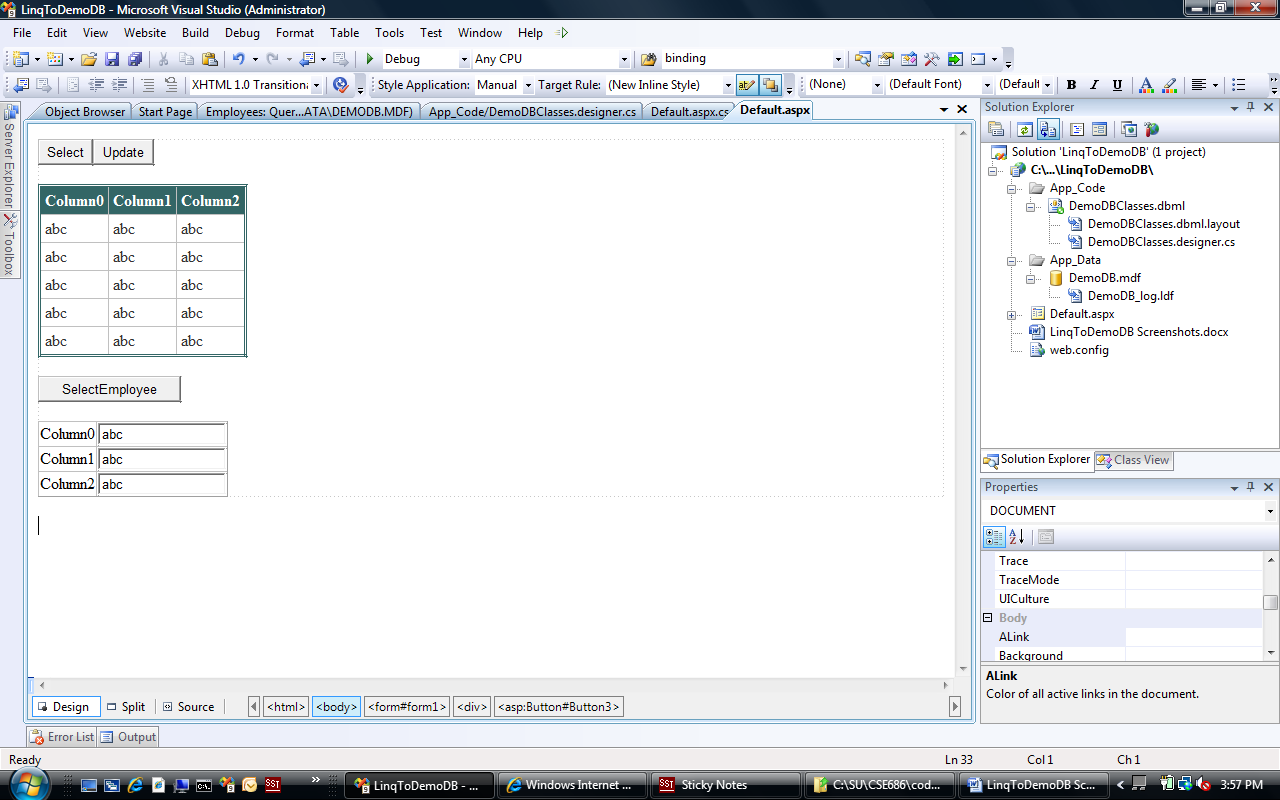 LinqToDemoDB - Microsoft Visual Studio (Administrator)
File Edit View Website Build Debug Format Table Tools Test Window Help
Debug Any CPU binding
XHTML 1.0 Transition Style Application: Manual Target Rule: (New Inline Style) (None) (Default Font) (Default B I U A
Object Browser Start Page Employees: Quer...ATA\DEMODB.MDF) App_Code/DemoDBClasses.designer.cs Default.aspx.cs Default.aspx
Server Explorer
Toolbox
Select Update
Column0 Column1 Column2
abc abc abc
abc abc abc
abc abc abc
abc abc abc
abc abc abc
SelectEmployee
Column0 abc
Column1 abc
Column2 abc
Design Split Source <html> <body> <form#form1> <div> <asp:Button#Button3>
Solution Explorer
Solution 'LinqToDemoDB' (1 project)
C:\...\LinqToDemoDB\
App_Code
DemoDBClasses.dbml
DemoDBClasses.dbml.layout
DemoDBClasses.designer.cs
App_Data
DemoDB.mdf
DemoDB_log.ldf
Default.aspx
LinqToDemoDB Screenshots.docx
web.config
Solution Explorer Class View
Properties
DOCUMENT
Trace
TraceMode
UICulture
Body
ALink
Background
ALink
Color of all active links in the document.
Error List Output
Ready Ln 33 Col 1 Ch 1
SST LinqToDemoDB - ... Windows Internet ... SST Sticky Notes C:\SU\CSE686\cod... LinqToDemoDB Sc... 3:57 PM